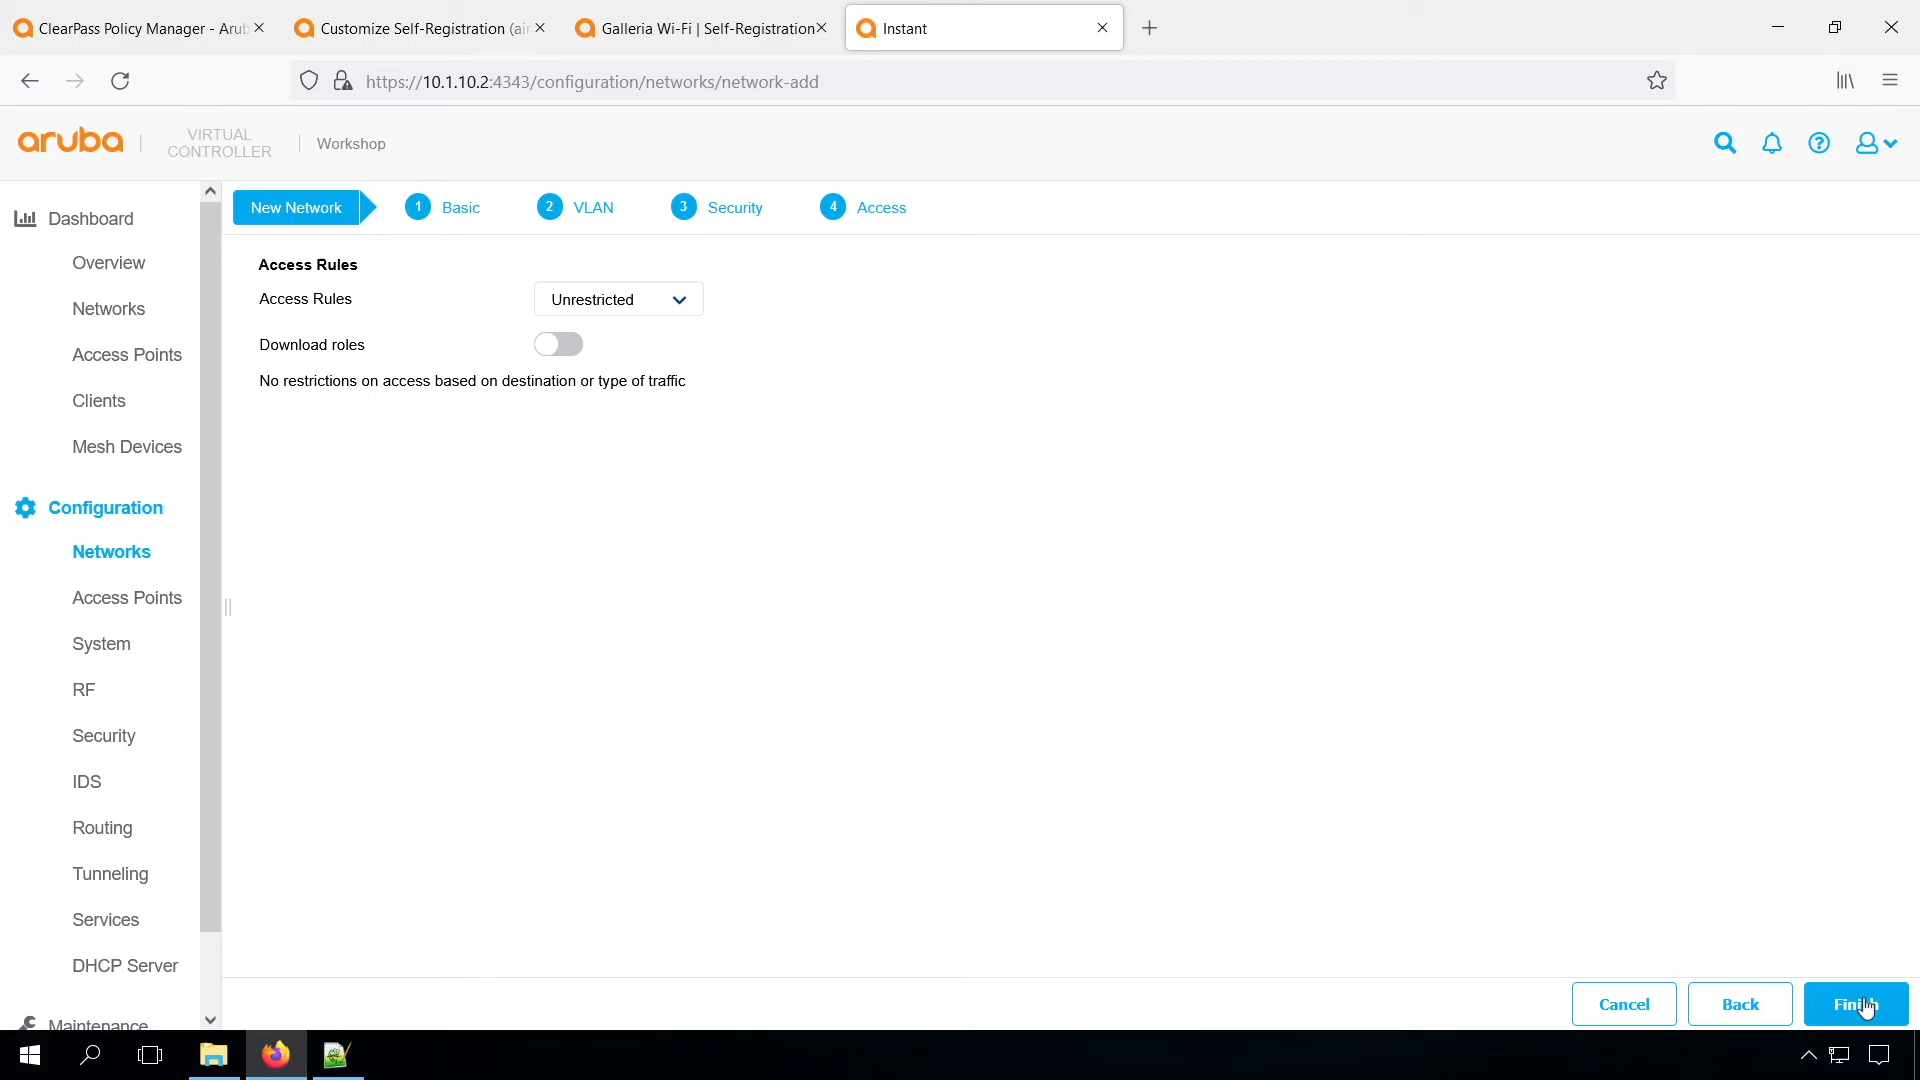 ClearPass Policy Manager - Arub
Customize Self-Registration (air
Galleria Wi-Fi | Self-Registration
Instant
https://10.1.10.2:4343/configuration/networks/network-add
aruba
VIRTUAL
CONTROLLER
Workshop
Dashboard
Overview
Networks
Access Points
Clients
Mesh Devices
Configuration
Networks
Access Points
System
RF
Security
IDS
Routing
Tunneling
Services
DHCP Server
Maintenance
New Network
1 Basic
2 VLAN
3 Security
4 Access
Access Rules
Access Rules
Unrestricted
Download roles
No restrictions on access based on destination or type of traffic
Cancel
Back
Finish